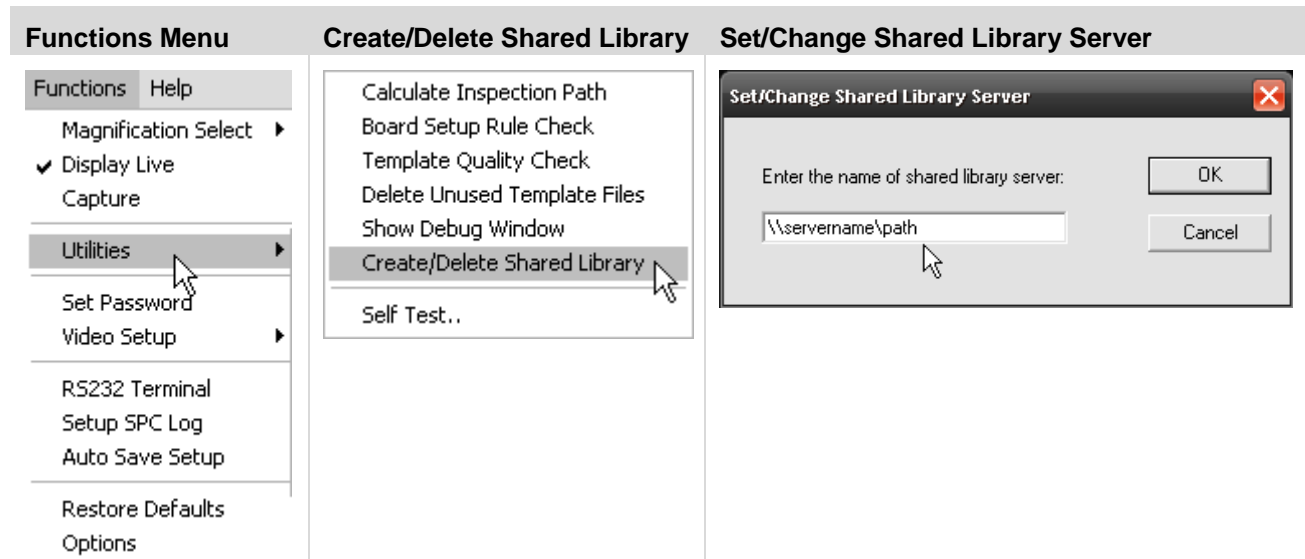 Functions Menu
Create/Delete Shared Library
Set/Change Shared Library Server
Functions Help
Magnification Select
Display Live
Capture
Utilities
Set Password
Video Setup
RS232 Terminal
Setup SPC Log
Auto Save Setup
Restore Defaults
Options
Calculate Inspection Path
Board Setup Rule Check
Template Quality Check
Delete Unused Template Files
Show Debug Window
Create/Delete Shared Library
Self Test..
Set/Change Shared Library Server
Enter the name of shared library server:
\\servername\path
OK
Cancel